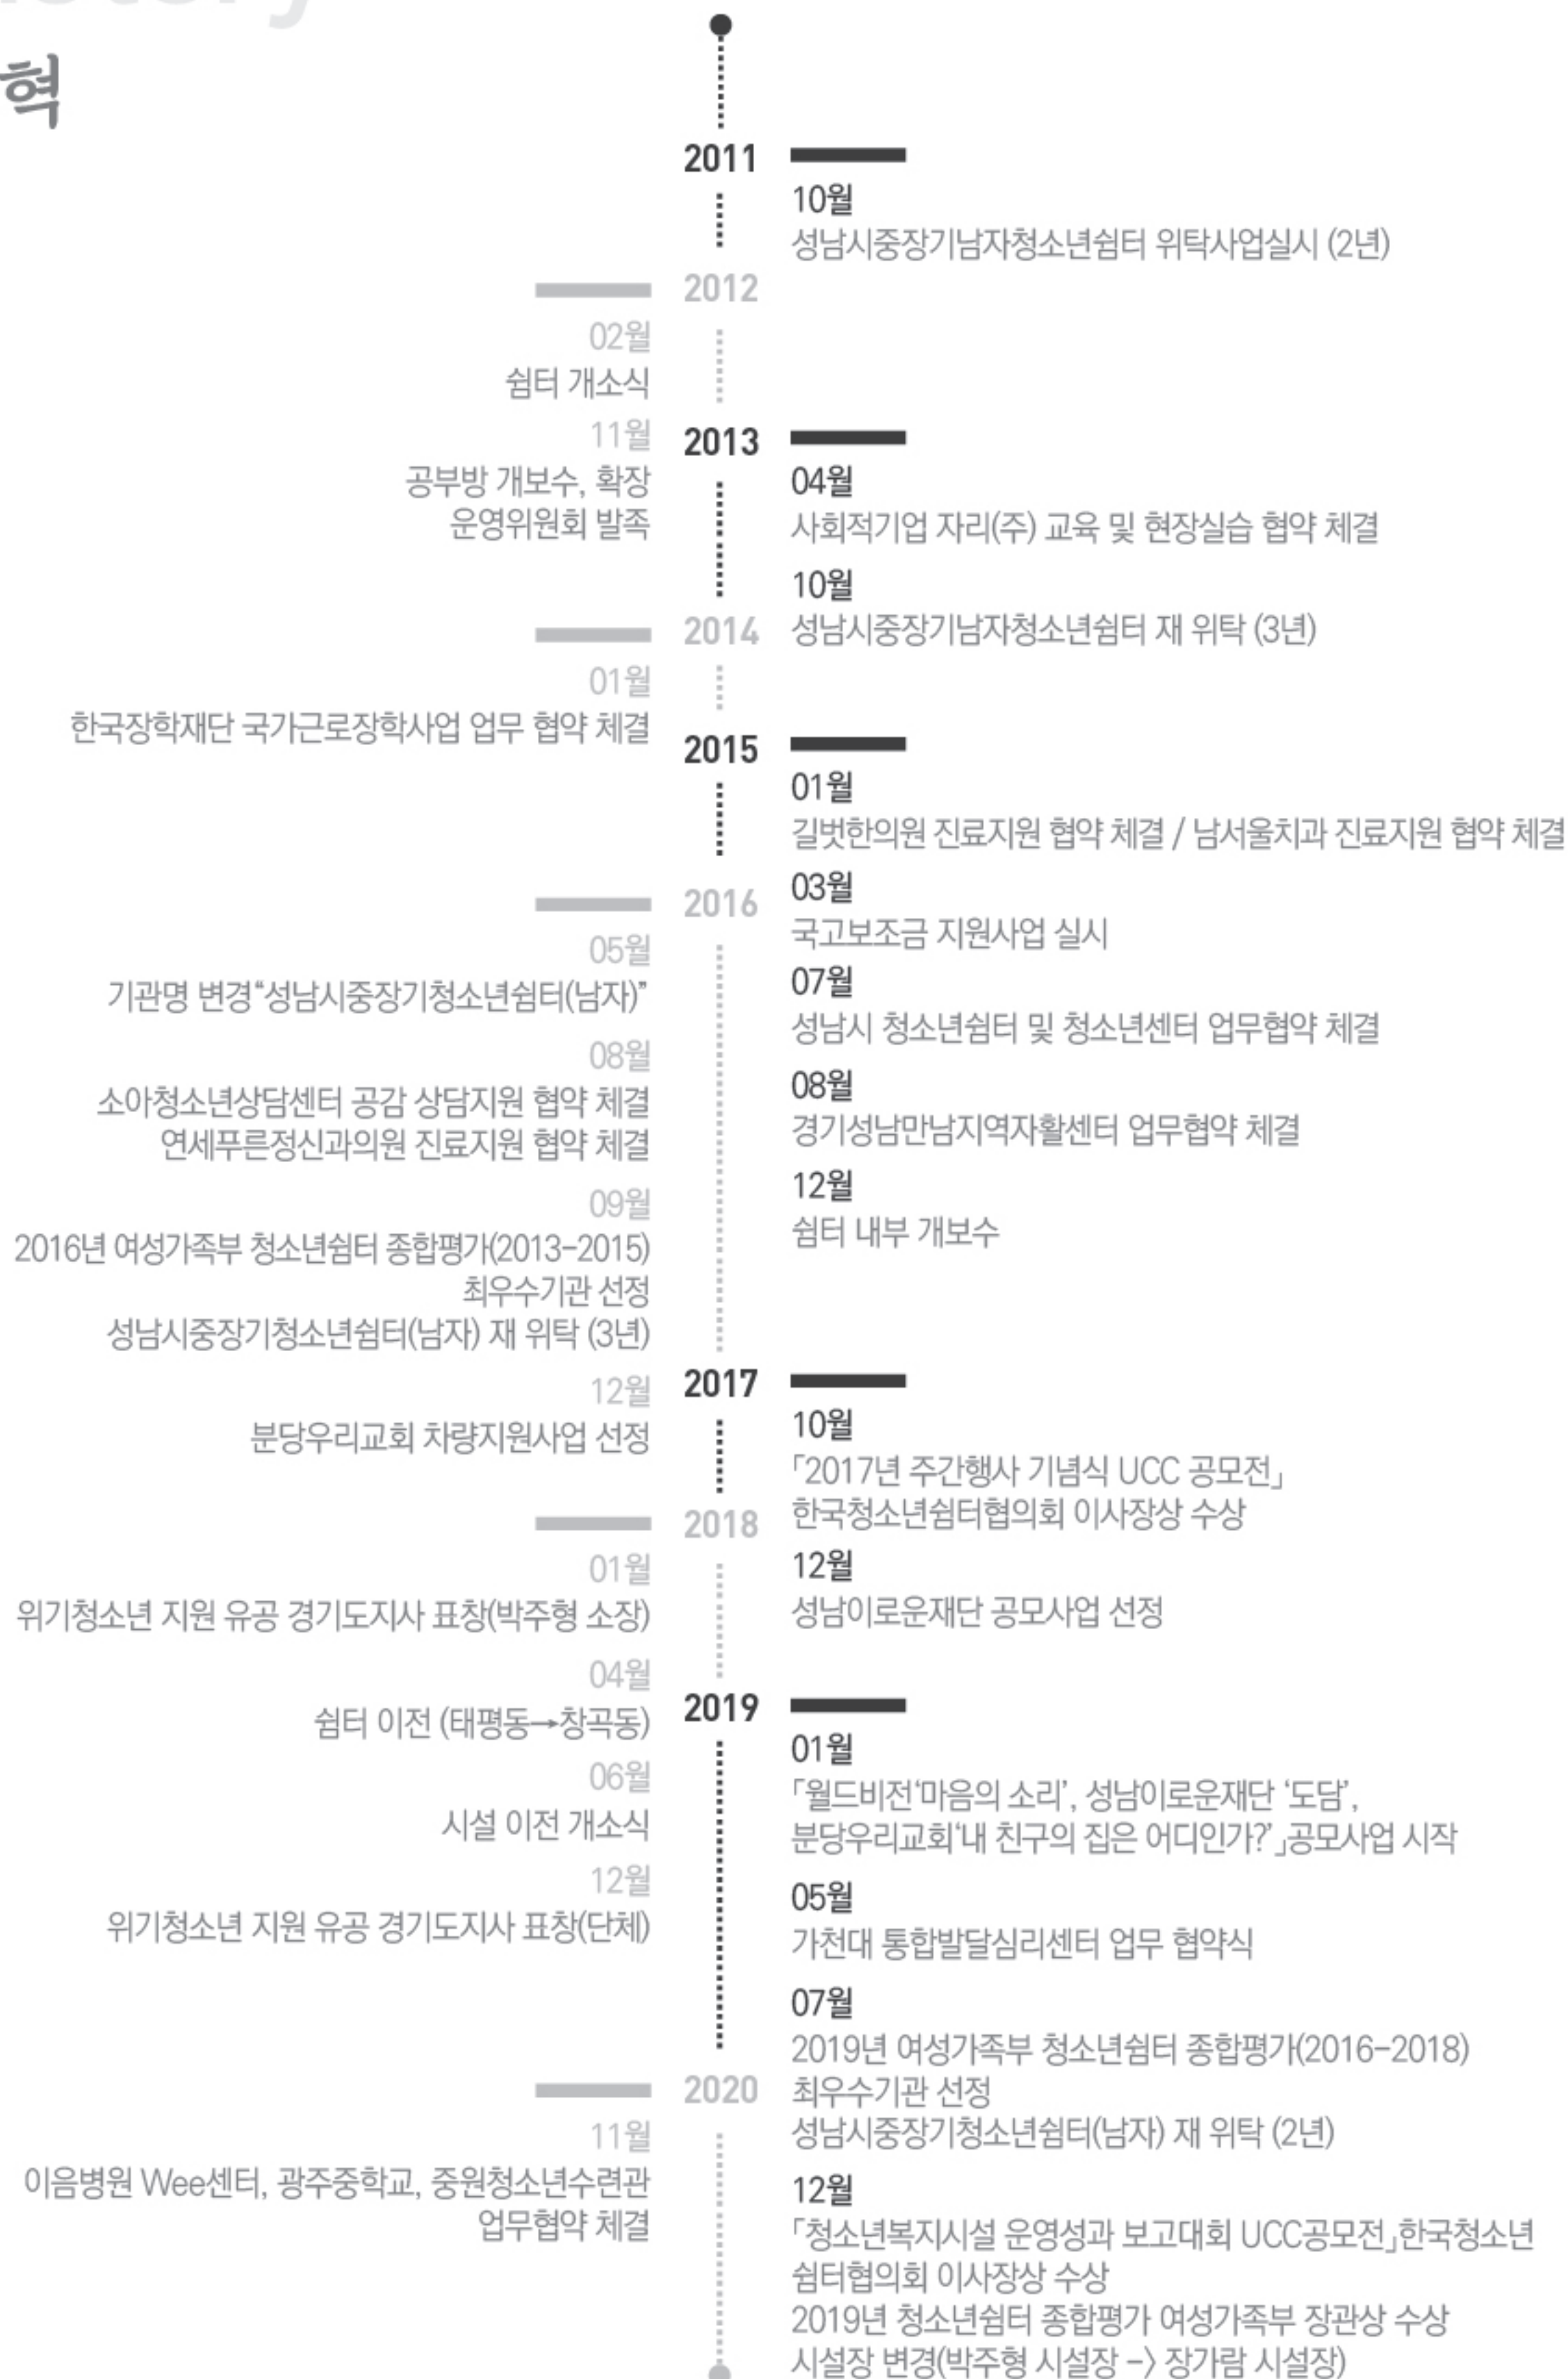 혁
2011
10월
성남시중장기남자청소년쉼터 위탁사업실시 (2년)
2012
02월
쉼터 개소식
11월
공부방 개보수, 확장
운영위원회 발족
2013
04월
사회적기업 자리(주) 교육 및 현장실습 협약 체결
10월
성남시중장기남자청소년쉼터 재 위탁 (3년)
2014
01월
한국장학재단 국가근로장학사업 업무 협약 체결
2015
01월
길벗한의원 진료지원 협약 체결 / 남서울치과 진료지원 협약 체결
03월
국고보조금 지원사업 실시
07월
성남시 청소년쉼터 및 청소년센터 업무협약 체결
08월
경기성남만남지역자활센터 업무협약 체결
12월
쉼터 내부 개보수
2016
05월
기관명 변경“성남시중장기청소년쉼터(남자)”
08월
소아청소년상담센터 공감 상담지원 협약 체결
연세푸른정신과의원 진료지원 협약 체결
09월
2016년 여성가족부 청소년쉼터 종합평가(2013-2015)
최우수기관 선정
성남시중장기청소년쉼터(남자) 재 위탁 (3년)
12월
분당우리교회 차량지원사업 선정
2017
10월
「2017년 주간행사 기념식 UCC 공모전」
한국청소년쉼터협의회 이사장상 수상
12월
성남이로운재단 공모사업 선정
2018
01월
위기청소년 지원 유공 경기도지사 표창(박주형 소장)
04월
쉼터 이전 (태평동→창곡동)
06월
시설 이전 개소식
12월
위기청소년 지원 유공 경기도지사 표창(단체)
2019
01월
「월드비전‘마음의 소리’, 성남이로운재단 ‘도담’,
분당우리교회‘내 친구의 집은 어디인가?’」공모사업 시작
05월
가천대 통합발달심리센터 업무 협약식
07월
2019년 여성가족부 청소년쉼터 종합평가(2016-2018)
최우수기관 선정
성남시중장기청소년쉼터(남자) 재 위탁 (2년)
12월
「청소년복지시설 운영성과 보고대회 UCC공모전」한국청소년
쉼터협의회 이사장상 수상
2019년 청소년쉼터 종합평가 여성가족부 장관상 수상
시설장 변경(박주형 시설장 -> 장가람 시설장)
2020
11월
이음병원 Wee센터, 광주중학교, 중원청소년수련관
업무협약 체결